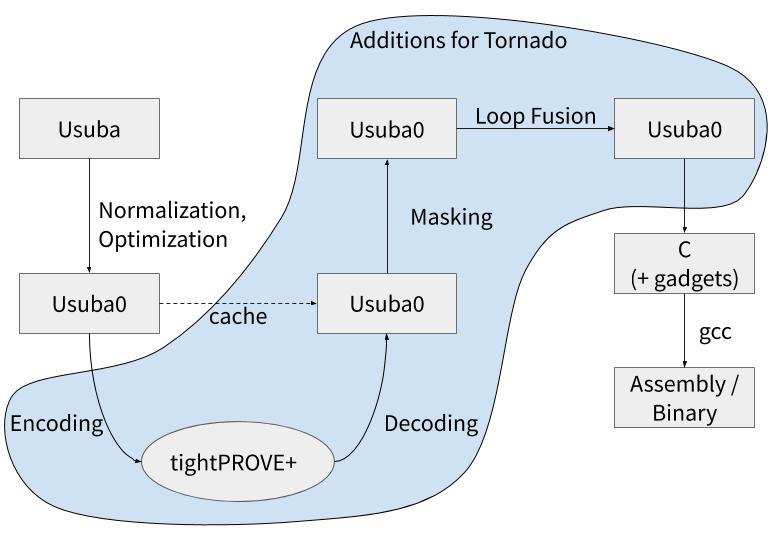 Additions for Tornado
Usuba
Usuba0
Loop Fusion
Usuba0
Normalization,
Optimization
Masking
C
(+ gadgets)
Usuba0
cache
Usuba0
gcc
Assembly /
Binary
Encoding
Decoding
tightPROVE+